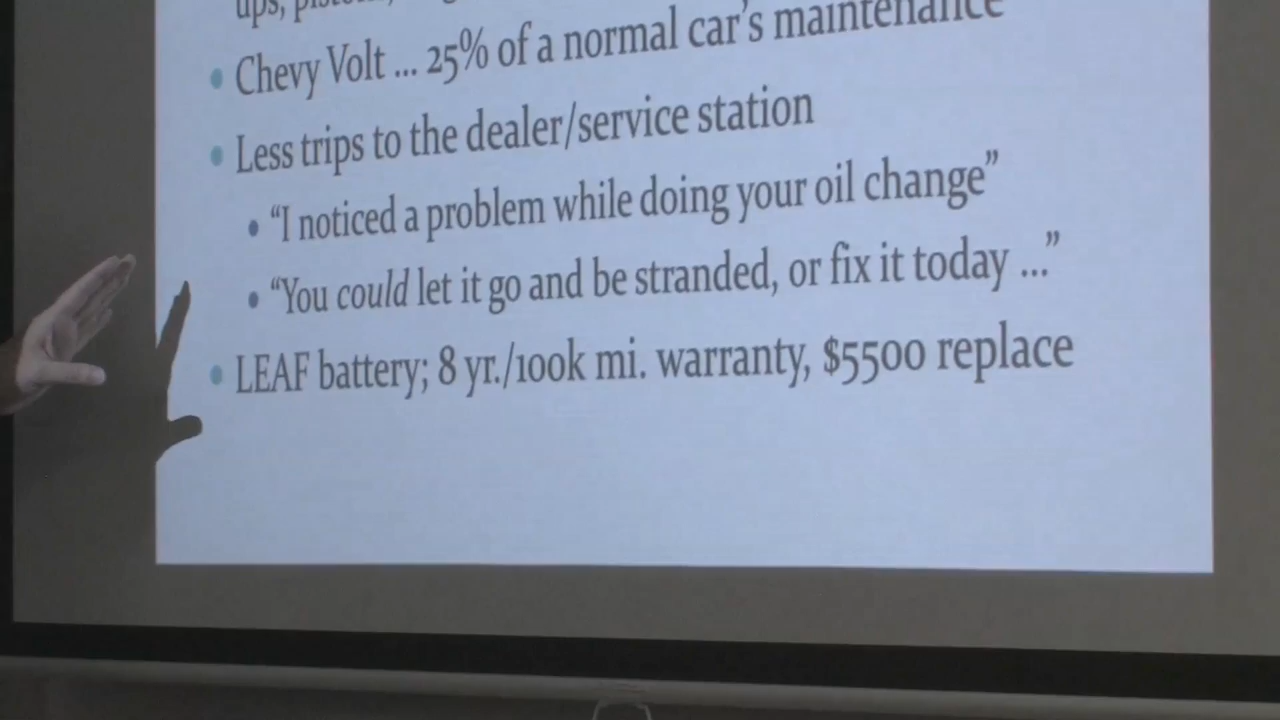 ups,
• Chevy Volt ... 25% of a normal car's maintenance
• Less trips to the dealer/service station
• “I noticed a problem while doing your oil change”
• “You could let it go and be stranded, or fix it today ...”
• LEAF battery; 8 yr./100k mi. warranty, $5500 replace